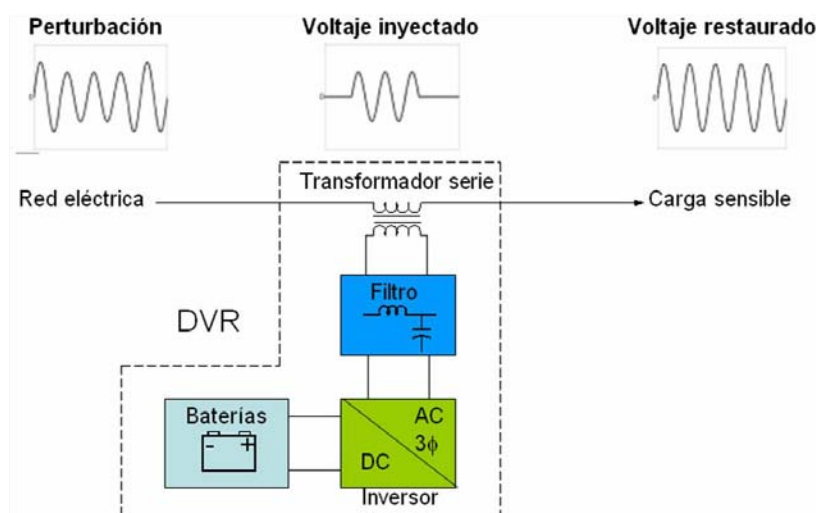 Perturbación
Voltaje inyectado
Voltaje restaurado
Transformador serie
Red eléctrica
Carga sensible
Filtro
DVR
Baterías
- +
AC
3ϕ
DC
Inversor